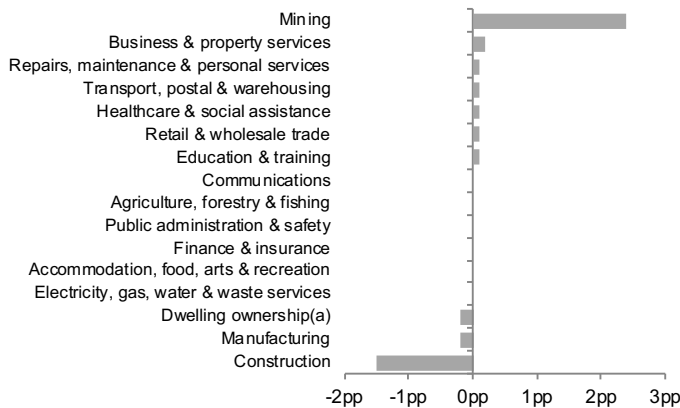 Mining
Business & property services
Repairs, maintenance & personal services
Transport, postal & warehousing
Healthcare & social assistance
Retail & wholesale trade
Education & training
Communications
Agriculture, forestry & fishing
Public administration & safety
Finance & insurance
Accommodation, food, arts & recreation
Electricity, gas, water & waste services
Dwelling ownership(a)
Manufacturing
Construction
-2pp -1pp 0pp 1pp 2pp 3pp